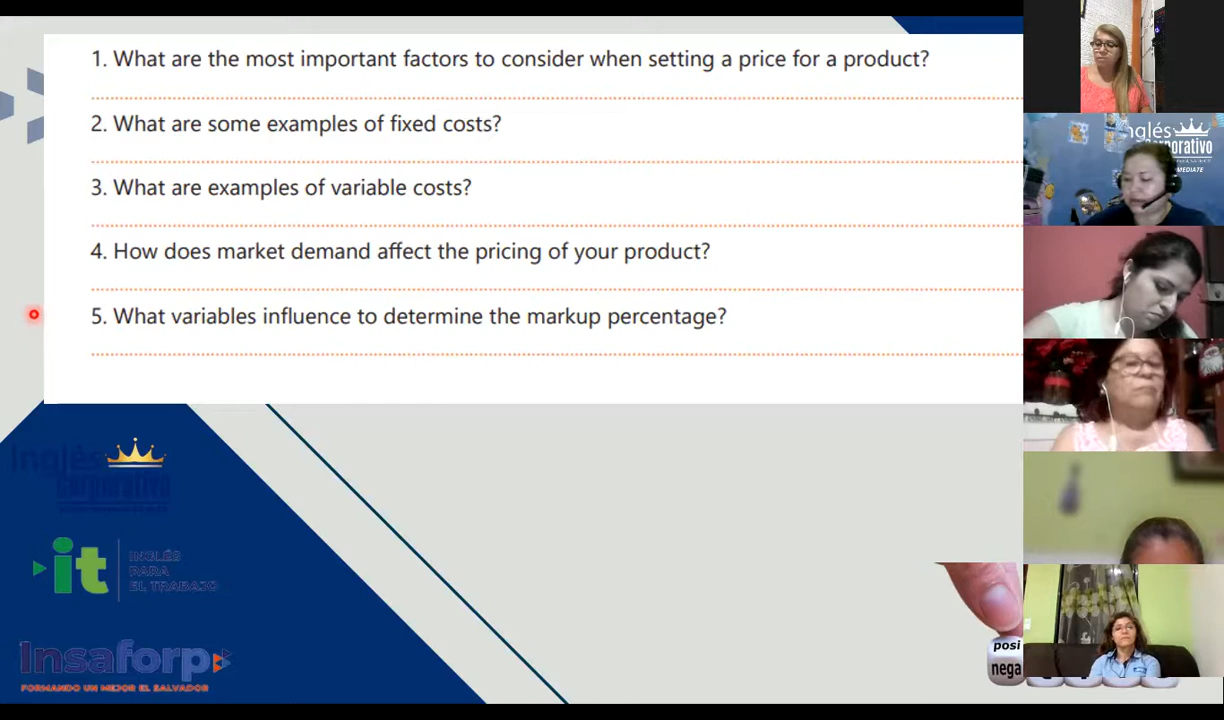 1. What are the most important factors to consider when setting a price for a product?
2. What are some examples of fixed costs?
3. What are examples of variable costs?
4. How does market demand affect the pricing of your product?
5. What variables influence to determine the markup percentage?
Inglés
corporativo
it
INGLÉS
PARA
EL TRABAJO
Insaforp
FORMANDO UN MEJOR EL SALVADOR
posi
nega